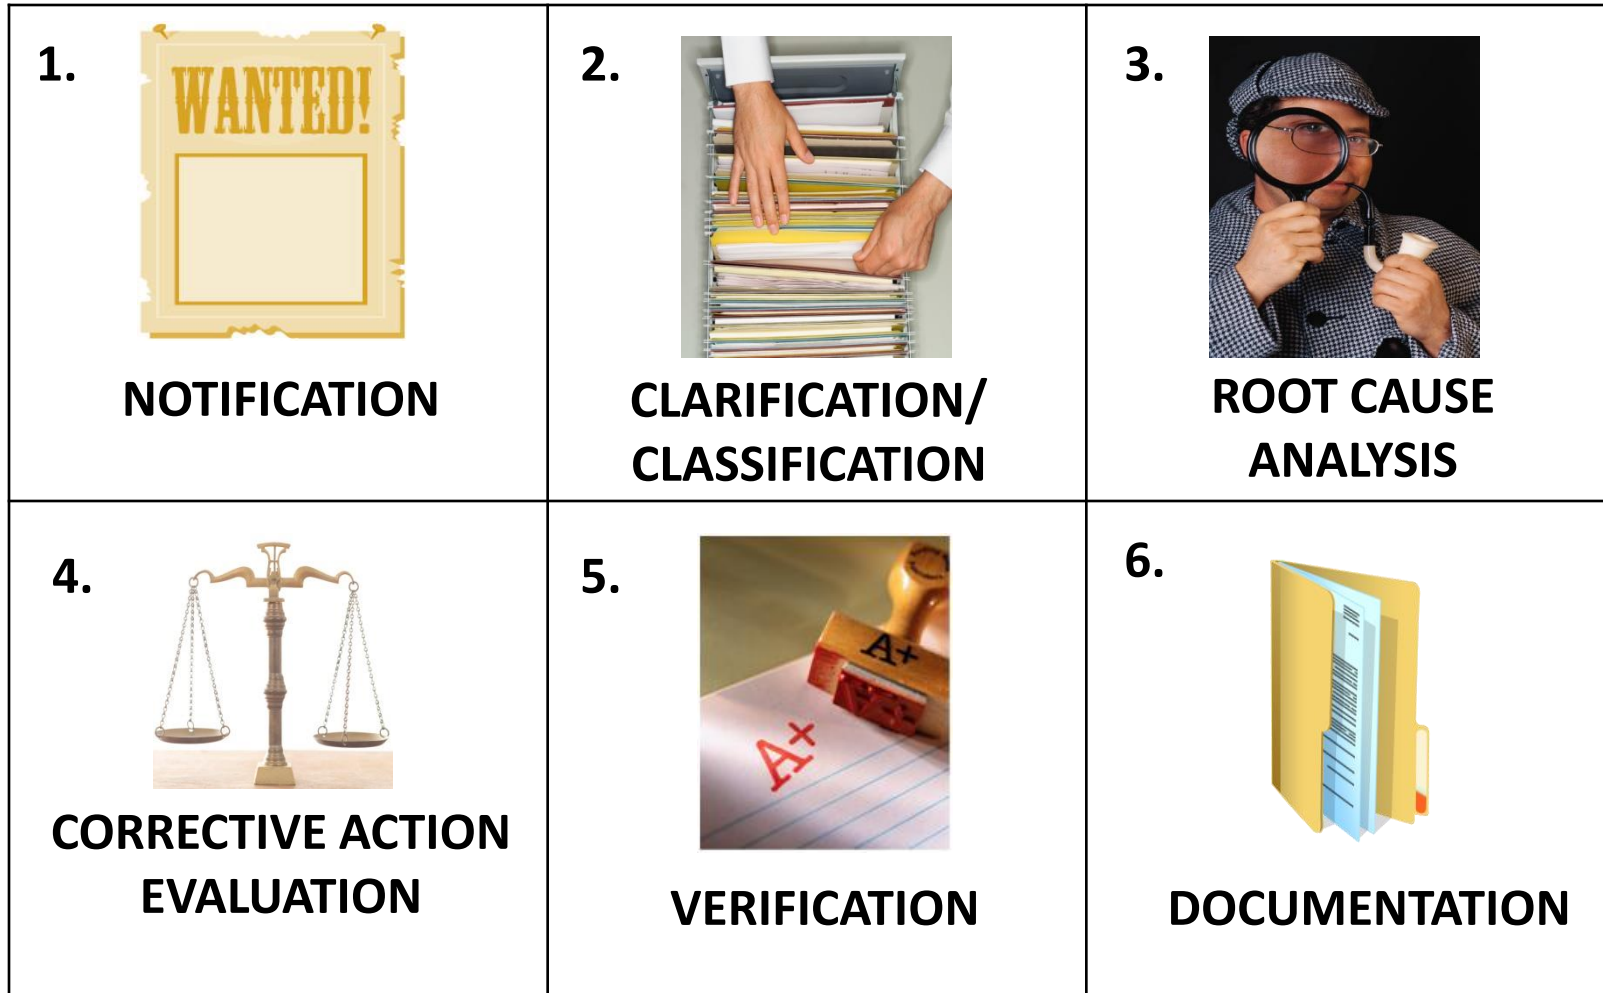 1.
WANTED!
NOTIFICATION
2.
CLARIFICATION/
CLASSIFICATION
3.
ROOT CAUSE
ANALYSIS
4.
CORRECTIVE ACTION
EVALUATION
5.
A+
A+
VERIFICATION
6.
DOCUMENTATION